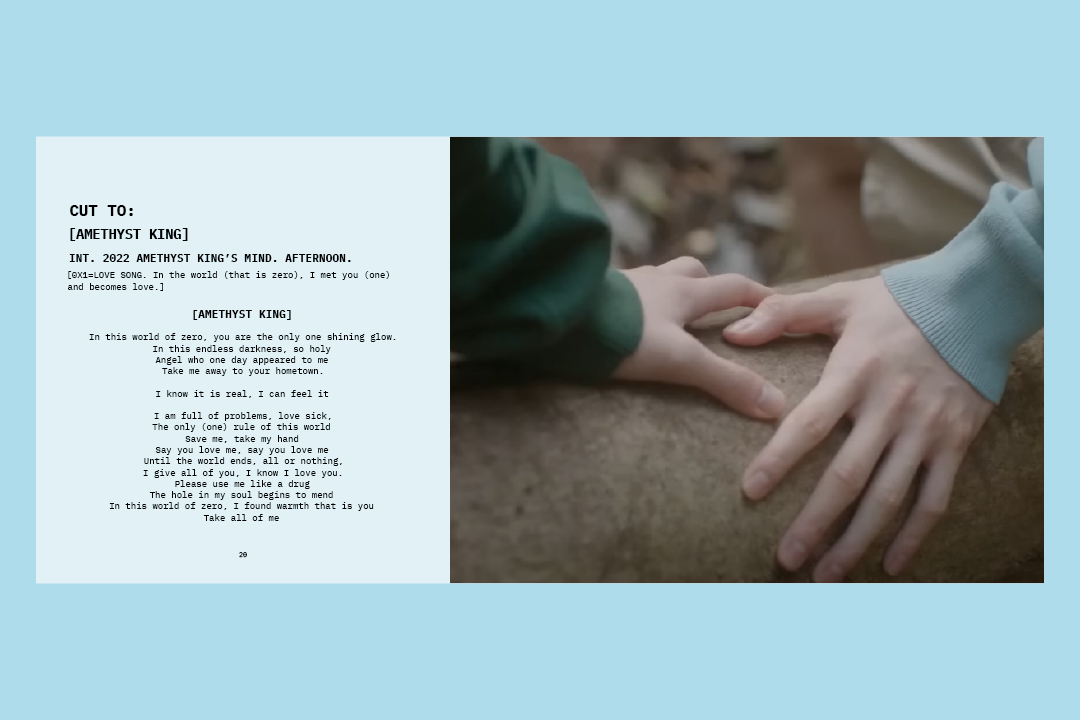 CUT TO:
[AMETHYST KING]
INT. 2022 AMETHYST KING’S MIND. AFTERNOON.
[0X1=LOVE SONG. In the world (that is zero), I met you (one)
and becomes love.]
[AMETHYST KING]
In this world of zero, you are the only one shining glow.
In this endless darkness, so holy
Angel who one day appeared to me
Take me away to your hometown.
I know it is real, I can feel it
I am full of problems, love sick,
The only (one) rule of this world
Save me, take my hand
Say you love me, say you love me
Until the world ends, all or nothing,
I give all of you, I know I love you.
Please use me like a drug
The hole in my soul begins to mend
In this world of zero, I found warmth that is you
Take all of me
20